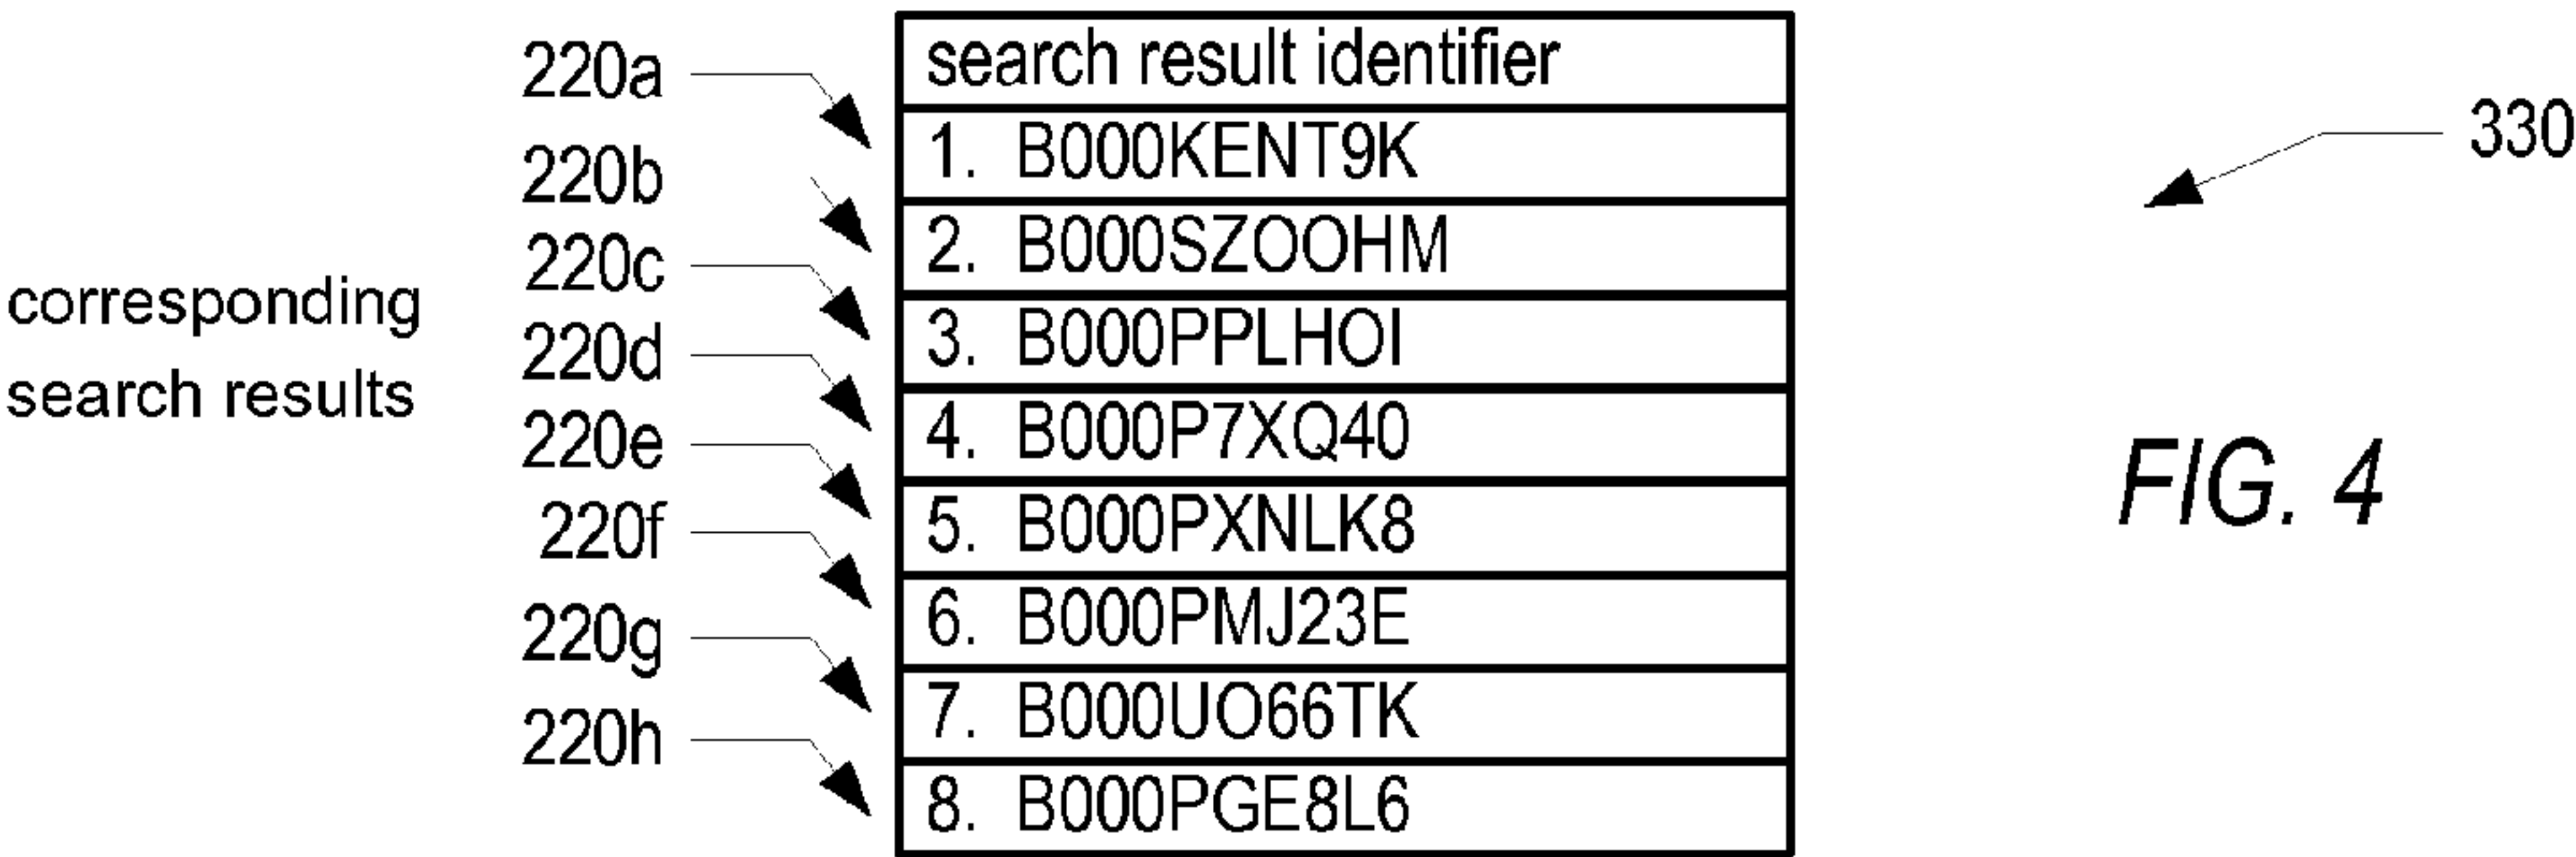 corresponding
search results
220a
220b
220c
220d
220e
220f
220g
220h
search result identifier
1. B000KENT9K
2. B000SZOOHM
3. B000PPLHOI
4. B000P7XQ40
5. B000PXNLK8
6. B000PMJ23E
7. B000UO66TK
8. B000PGE8L6
330
FIG. 4